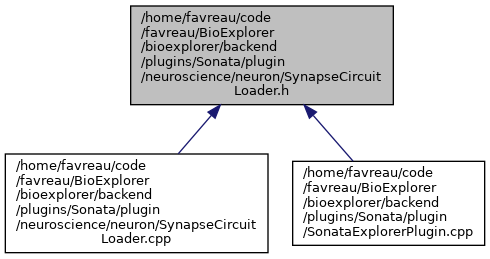 /home/favreau/code
/favreau/BioExplorer
/bioexplorer/backend
/plugins/Sonata/plugin
/neuroscience/neuron/SynapseCircuit
Loader.h
/home/favreau/code
/favreau/BioExplorer
/bioexplorer/backend
/plugins/Sonata/plugin
/neuroscience/neuron/SynapseCircuit
Loader.cpp
/home/favreau/code
/favreau/BioExplorer
/bioexplorer/backend
/plugins/Sonata/plugin
/SonataExplorerPlugin.cpp